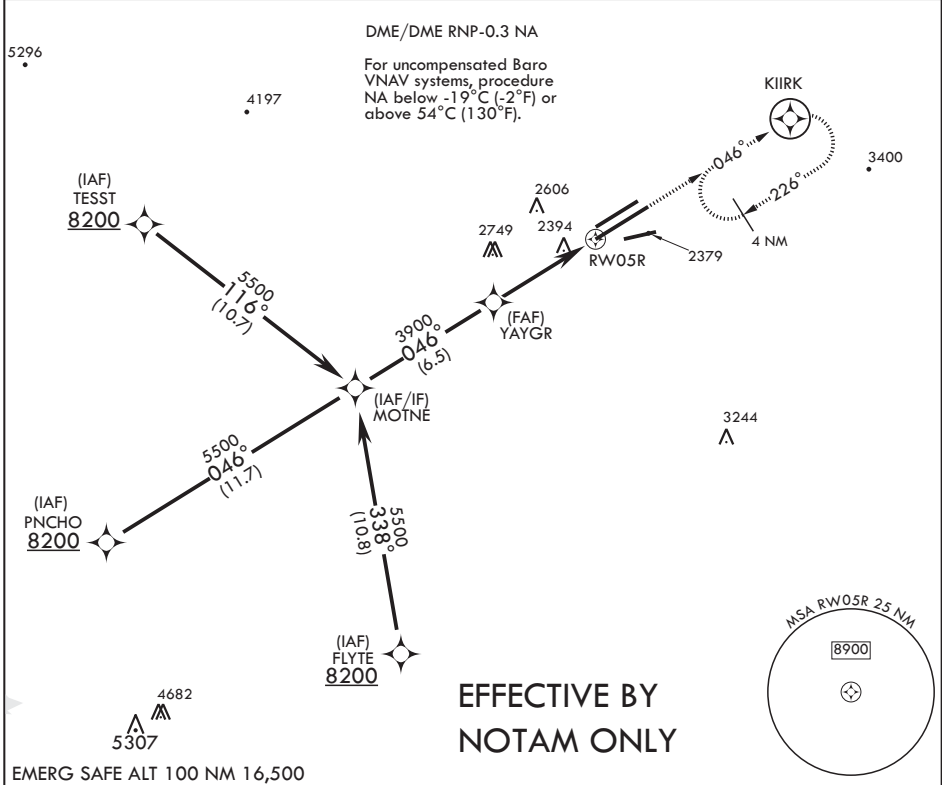 DME/DME RNP-0.3 NA
For uncompensated Baro
VNAV systems, procedure
NA below -19°C (-2°F) or
above 54°C (130°F).
5296
4197
KIIRK
3400
046°
226°
4 NM
(IAF)
TESST
8200
2606
2749
2394
RW05R
2379
5500
116°
(10.7)
(FAF)
YAYGR
3900
046°
(6.5)
(IAF/IF)
MOTNE
3244
5500
046°
(11.7)
(IAF)
PNCHO
8200
5500
338°
(10.8)
(IAF)
FLYTE
8200
MSA RW05R 25 NM
8900
EFFECTIVE BY
NOTAM ONLY
4682
5307
EMERG SAFE ALT 100 NM 16,500